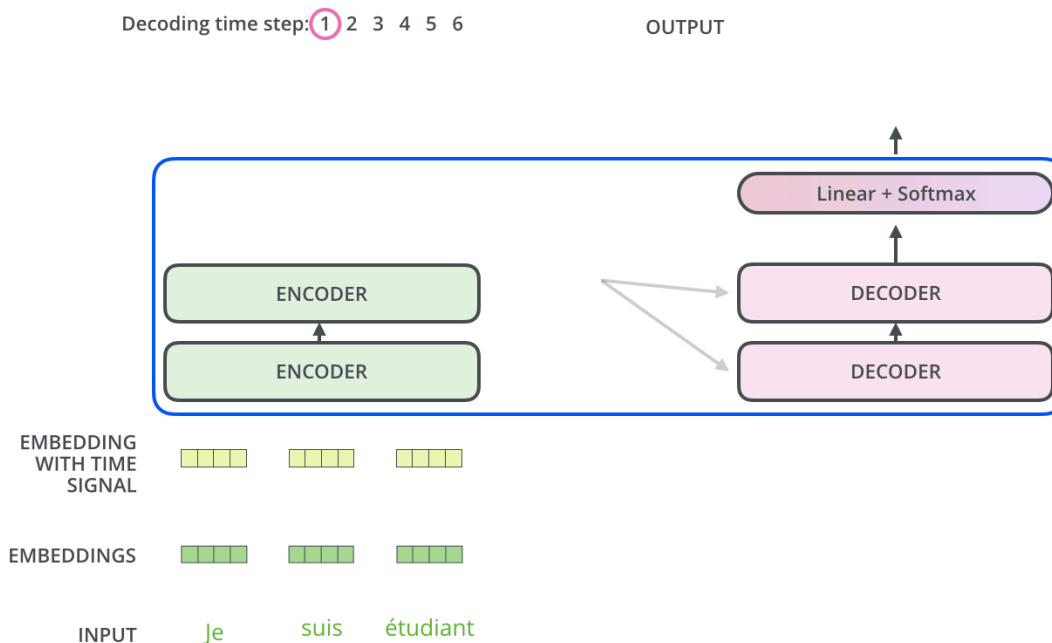 Decoding time step: 1 2 3 4 5 6
OUTPUT
Linear + Softmax
ENCODER
DECODER
ENCODER
DECODER
EMBEDDING
WITH TIME
SIGNAL
EMBEDDINGS
INPUT
Je suis étudiant